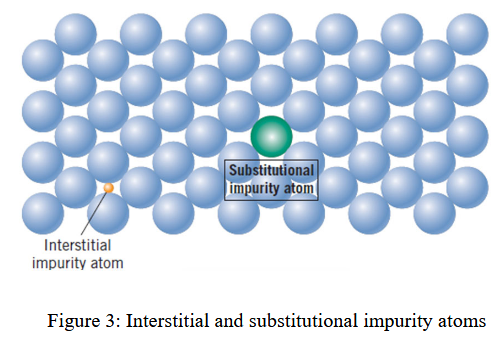 Substitutional
impurity atom
Interstitial
impurity atom
Figure 3: Interstitial and substitutional impurity atoms